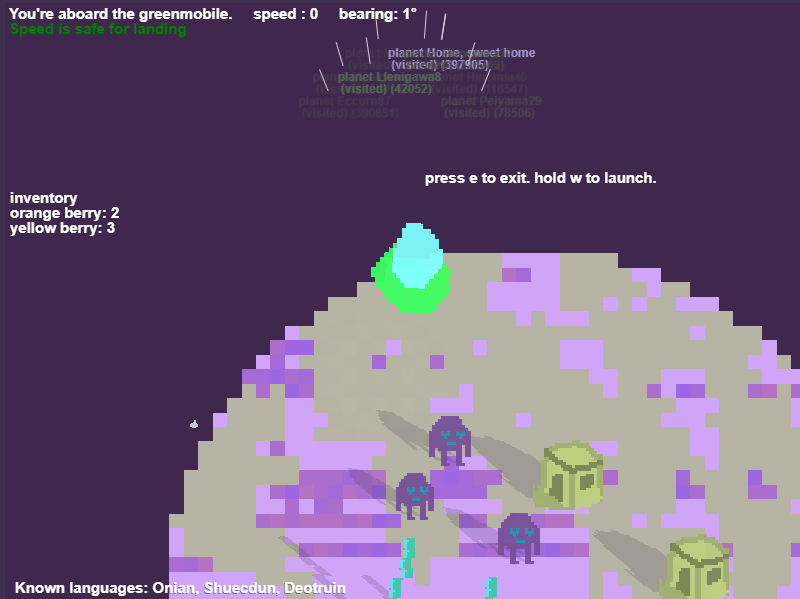 You're aboard the greenmobile. speed : 0 bearing: 1°
Speed is safe for landing
planet Home, sweet home
(visited) (397905)
planet Llenigawa8
(visited) (42052)
planet Eccorn87
(visited) (390851)
planet Peiyama29
(visited) (78506)
press e to exit. hold w to launch.
inventory
orange berry: 2
yellow berry: 3
Known languages: Onian, Shuecdun, Deotruin